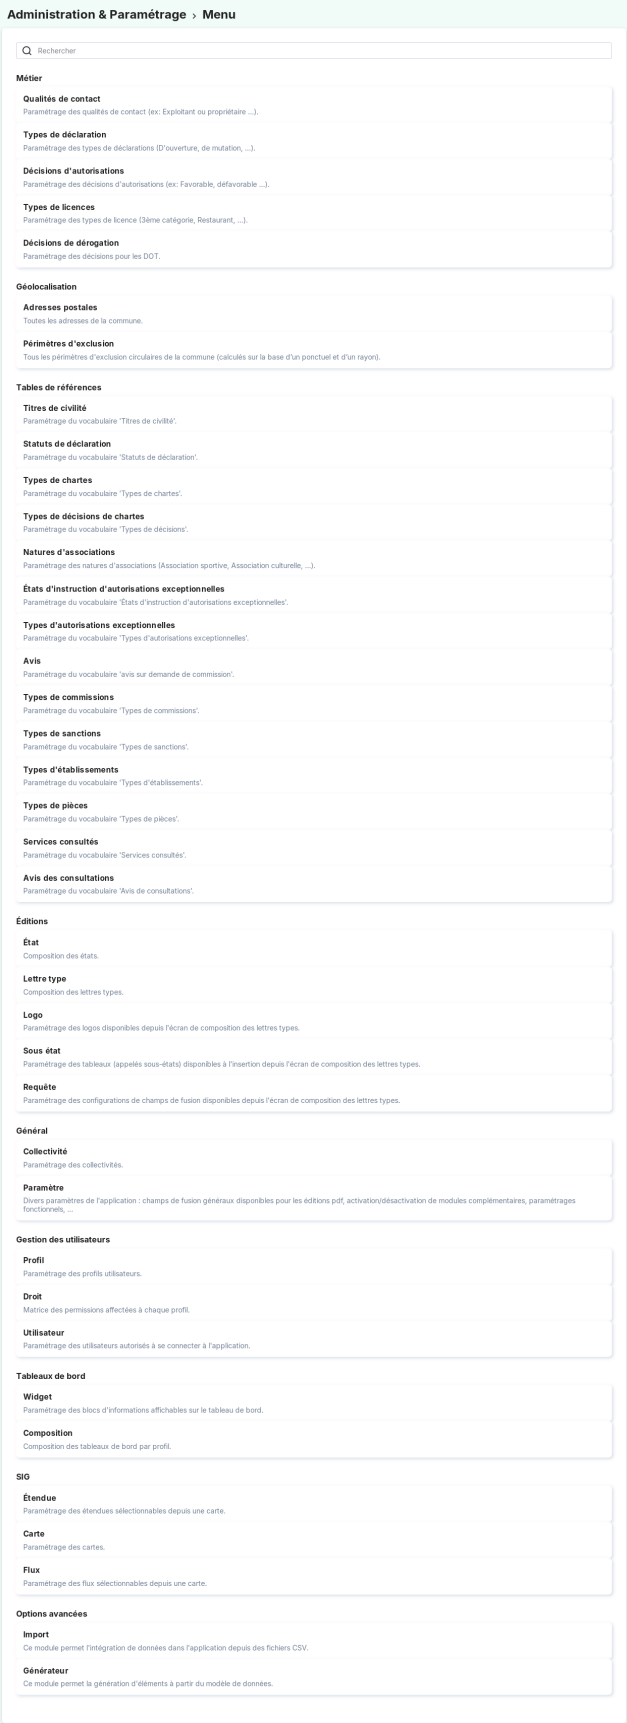 Administration & Paramétrage › Menu
Rechercher
Métier
Qualités de contact
Paramétrage des qualités de contact (ex: Exploitant ou propriétaire ...).
Types de déclaration
Paramétrage des types de déclarations (D'ouverture, de mutation, ...).
Décisions d'autorisations
Paramétrage des décisions d'autorisations (ex: Favorable, défavorable ...).
Types de licences
Paramétrage des types de licence (3ème catégorie, Restaurant, ...).
Décisions de dérogation
Paramétrage des décisions pour les DOT.
Géolocalisation
Adresses postales
Toutes les adresses de la commune.
Périmètres d'exclusion
Tous les périmètres d'exclusion circulaires de la commune (calculés sur la base d'un ponctuel et d'un rayon).
Tables de références
Titres de civilité
Paramétrage du vocabulaire 'Titres de civilité'.
Statuts de déclaration
Paramétrage du vocabulaire 'Statuts de déclaration'.
Types de chartes
Paramétrage du vocabulaire 'Types de chartes'.
Types de décisions de chartes
Paramétrage du vocabulaire 'Types de décisions'.
Natures d'associations
Paramétrage des natures d'associations (Association sportive, Association culturelle, ...).
États d'instruction d'autorisations exceptionnelles
Paramétrage du vocabulaire 'États d'instruction d'autorisations exceptionnelles'.
Types d'autorisations exceptionnelles
Paramétrage du vocabulaire 'Types d'autorisations exceptionnelles'.
Avis
Paramétrage du vocabulaire 'avis sur demande de commission'.
Types de commissions
Paramétrage du vocabulaire 'Types de commissions'.
Types de sanctions
Paramétrage du vocabulaire 'Types de sanctions'.
Types d'établissements
Paramétrage du vocabulaire 'Types d'établissements'.
Types de pièces
Paramétrage du vocabulaire 'Types de pièces'.
Services consultés
Paramétrage du vocabulaire 'Services consultés'.
Avis des consultations
Paramétrage du vocabulaire 'Avis de consultations'.
Éditions
État
Composition des états.
Lettre type
Composition des lettres types.
Logo
Paramétrage des logos disponibles depuis l'écran de composition des lettres types.
Sous état
Paramétrage des tableaux (appelés sous-états) disponibles à l'insertion depuis l'écran de composition des lettres types.
Requête
Paramétrage des configurations de champs de fusion disponibles depuis l'écran de composition des lettres types.
Général
Collectivité
Paramétrage des collectivités.
Paramètre
Divers paramètres de l'application : champs de fusion généraux disponibles pour les éditions pdf, activation/désactivation de modules complémentaires, paramétrages
fonctionnels, ...
Gestion des utilisateurs
Profil
Paramétrage des profils utilisateurs.
Droit
Matrice des permissions affectées à chaque profil.
Utilisateur
Paramétrage des utilisateurs autorisés à se connecter à l'application.
Tableaux de bord
Widget
Paramétrage des blocs d'informations affichables sur le tableau de bord.
Composition
Composition des tableaux de bord par profil.
SIG
Étendue
Paramétrage des étendues sélectionnables depuis une carte.
Carte
Paramétrage des cartes.
Flux
Paramétrage des flux sélectionnables depuis une carte.
Options avancées
Import
Ce module permet l'intégration de données dans l'application depuis des fichiers CSV.
Générateur
Ce module permet la génération d'éléments à partir du modèle de données.